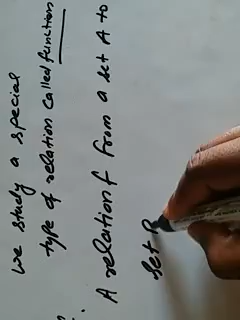 we study a special
type of relation called function
A relation f from a set A to
set B